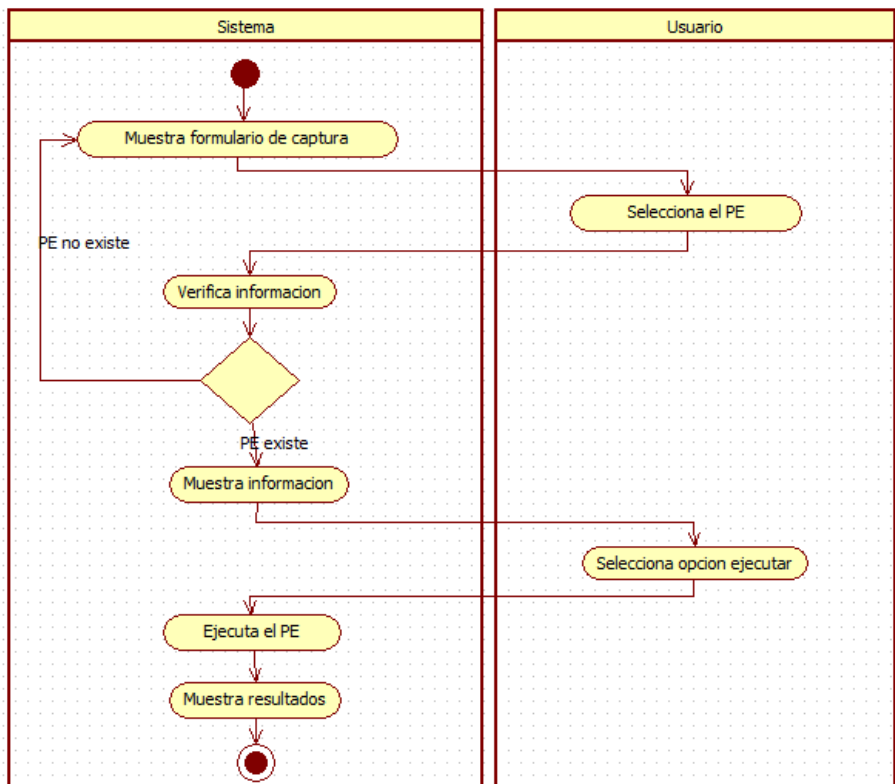 Sistema
Usuario
Muestra formulario de captura
Selecciona el PE
PE no existe
Verifica informacion
PE existe
Muestra informacion
Selecciona opcion ejecutar
Ejecuta el PE
Muestra resultados